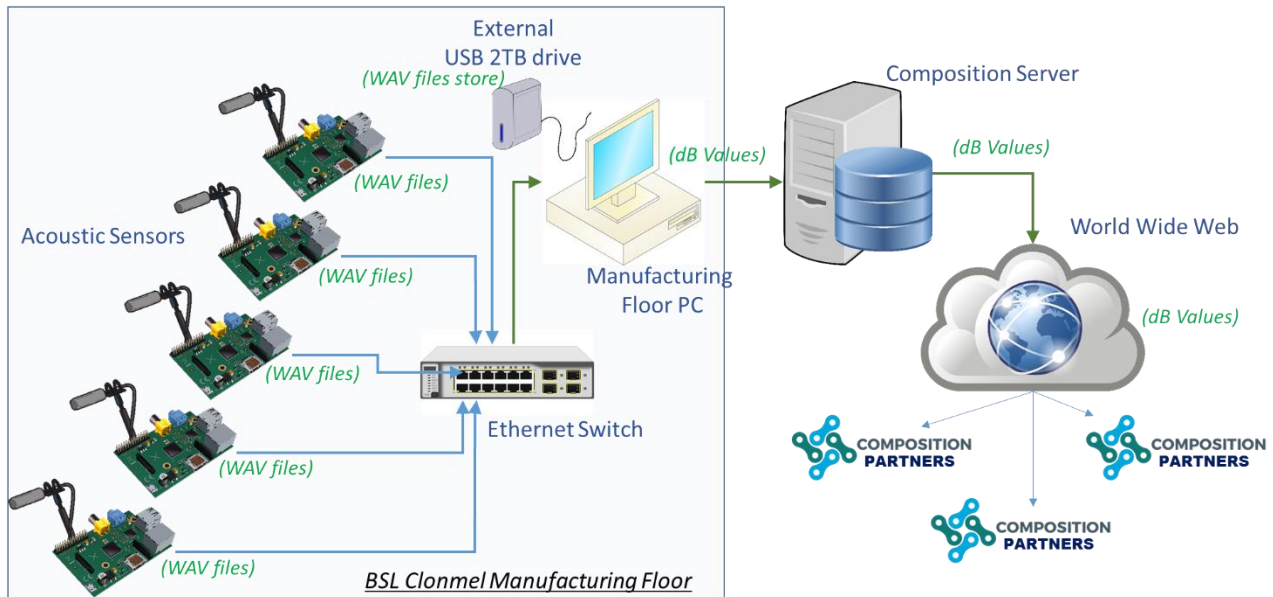 External
USB 2TB drive
(WAV files store)
Composition Server
(WAV files)
(dB Values)
(dB Values)
Acoustic Sensors
(WAV files)
World Wide Web
Manufacturing
Floor PC
(dB Values)
(WAV files)
Ethernet Switch
(WAV files)
COMPOSITION
PARTNERS
COMPOSITION
PARTNERS
COMPOSITION
PARTNERS
(WAV files)
BSL Clonmel Manufacturing Floor